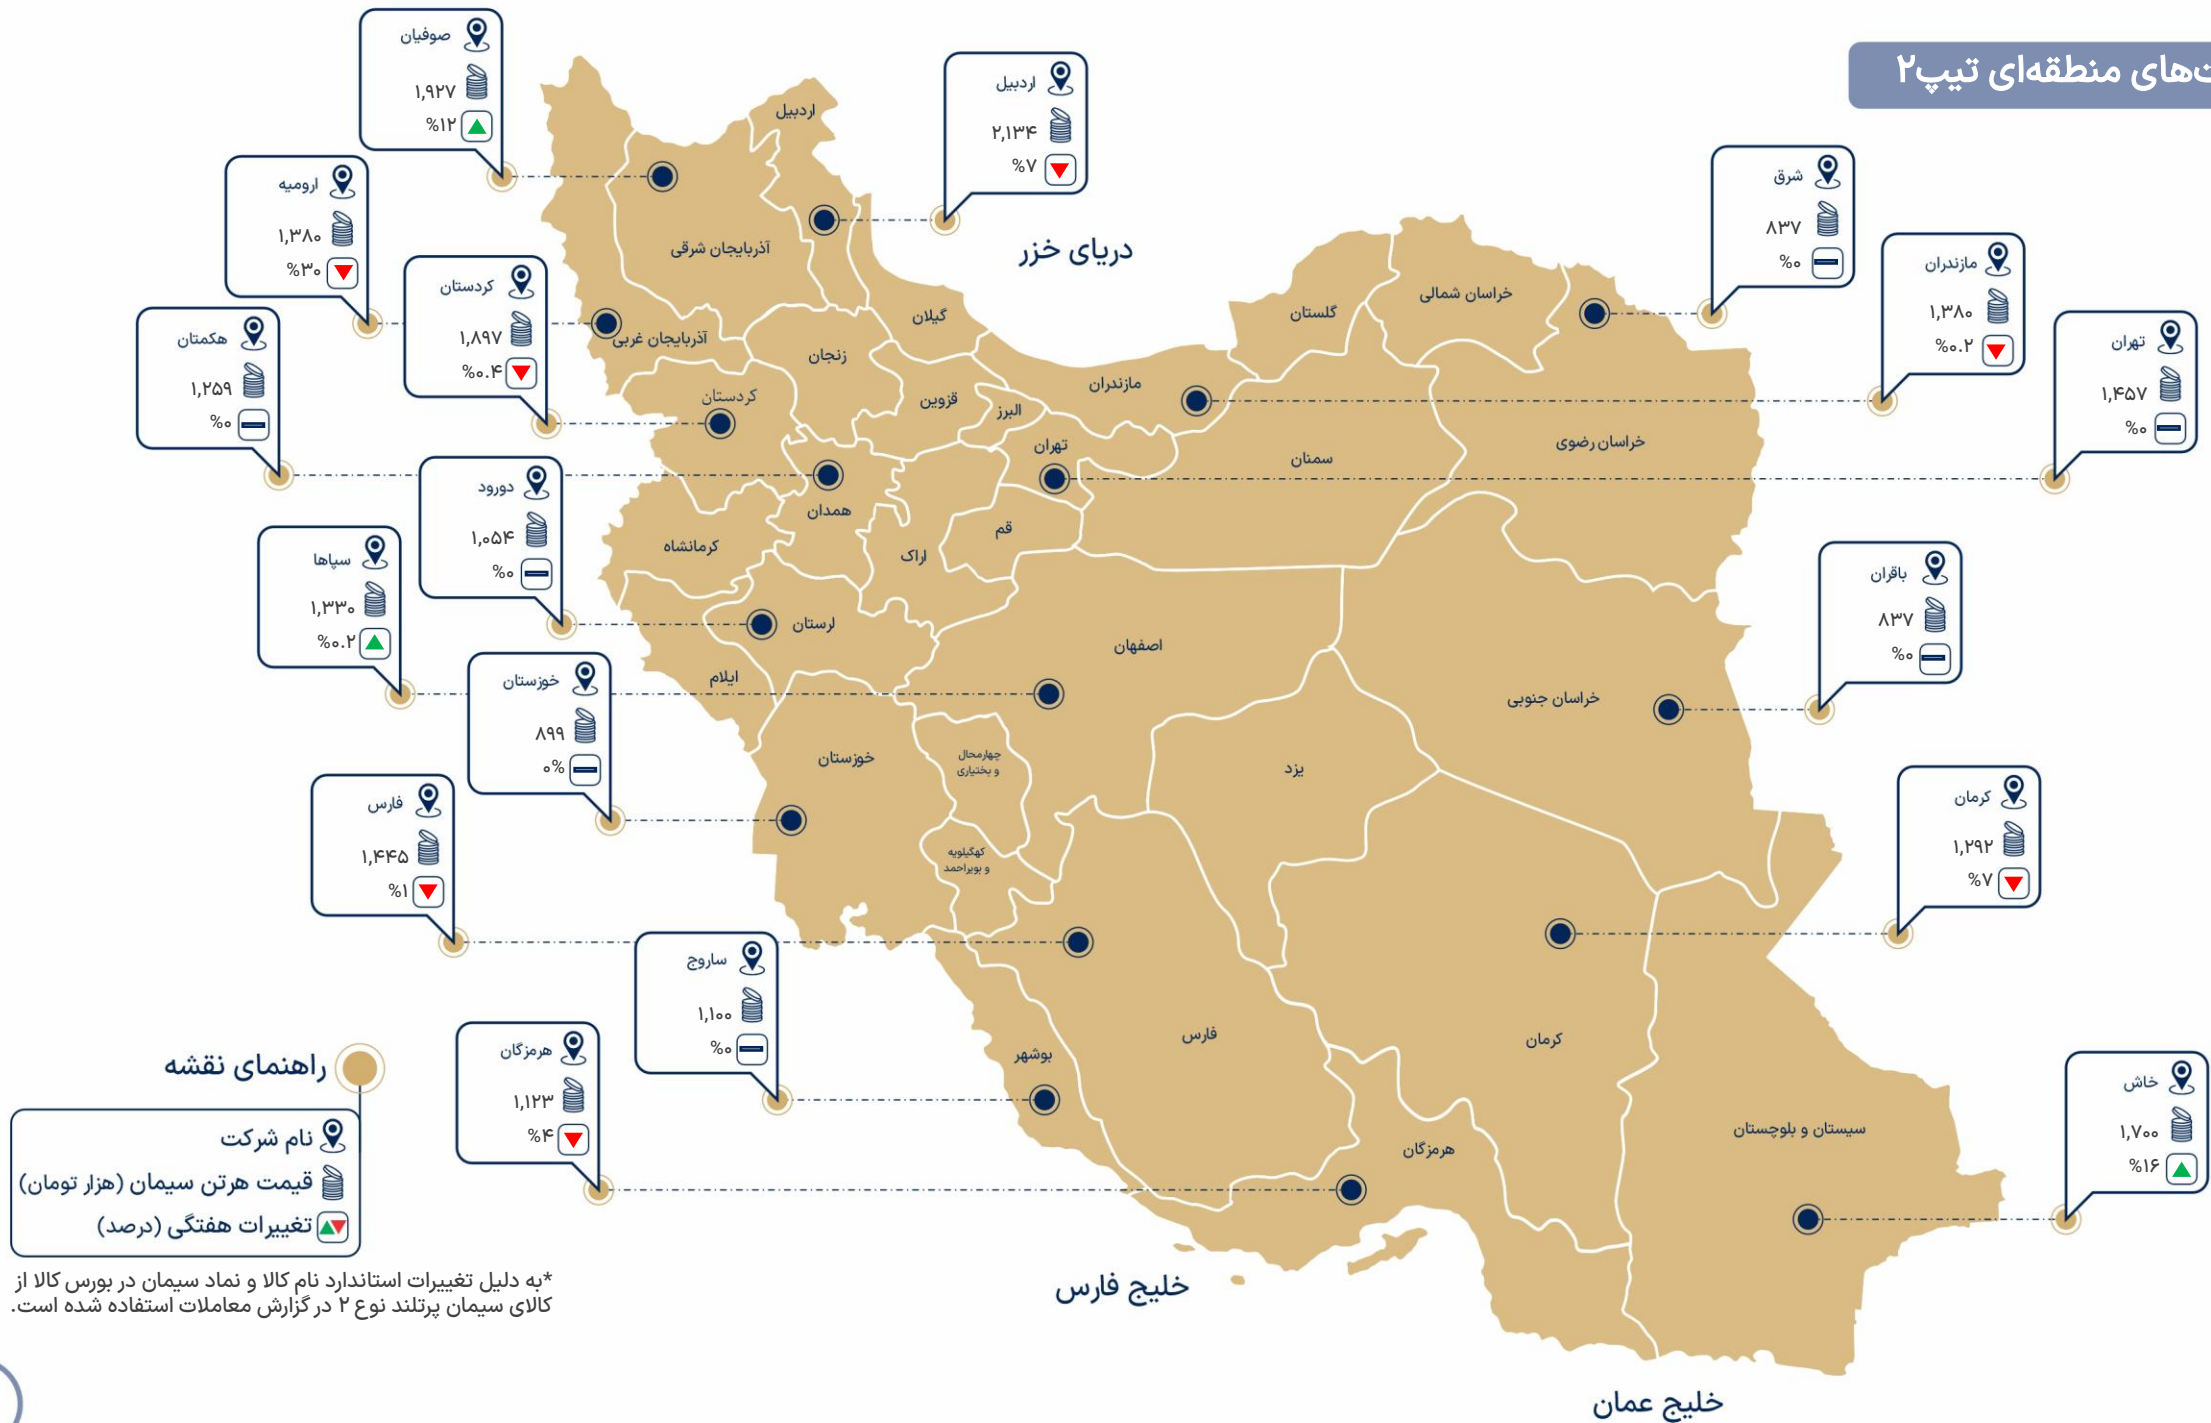 ت‌های منطقه‌ای تیپ۲
صوفیان
۱,۹۲۷
%۱۲
اردبیل
۲,۱۳۴
%۷
ارومیه
۱,۳۸۰
%۳۰
کردستان
۱,۸۹۷
%۰.۴
هکمتان
۱,۲۵۹
%۰
دورود
۱,۰۵۴
%۰
سپاها
۱,۳۳۰
%۰.۲
خوزستان
۸۹۹
۰%
فارس
۱,۴۴۵
%۱
ساروج
۱,۱۰۰
%۰
هرمزگان
۱,۱۲۳
%۴
شرق
۸۳۷
%۰
مازندران
۱,۳۸۰
%۰.۲
تهران
۱,۴۵۷
%۰
باقران
۸۳۷
%۰
کرمان
۱,۲۹۲
%۷
خاش
۱,۷۰۰
%۱۶
دریای خزر
اردبیل
آذربایجان شرقی
آذربایجان غربی
گیلان
زنجان
کردستان
قزوین
البرز
مازندران
گلستان
خراسان شمالی
خراسان رضوی
تهران
سمنان
همدان
کرمانشاه
اراک
قم
لرستان
ایلام
اصفهان
خراسان جنوبی
خوزستان
چهارمحال
و بختیاری
یزد
کهگیلویه
و بویراحمد
فارس
کرمان
بوشهر
هرمزگان
سیستان و بلوچستان
خلیج فارس
خلیج عمان
راهنمای نقشه
نام شرکت
قیمت هرتن سیمان (هزار تومان)
تغییرات هفتگی (درصد)
*به دلیل تغییرات استاندارد نام کالا و نماد سیمان در بورس کالا از
کالای سیمان پرتلند نوع ۲ در گزارش معاملات استفاده شده است.